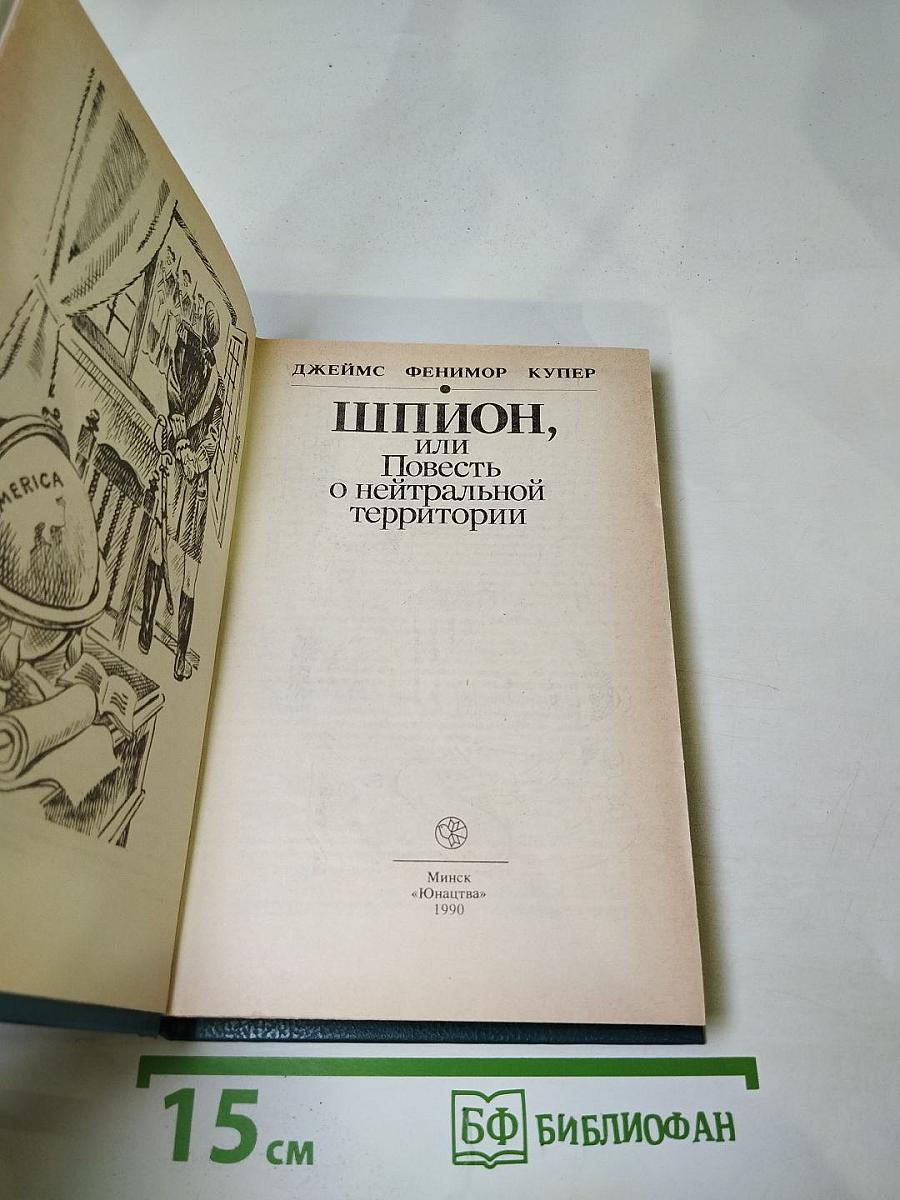 MERICA
ДЖЕЙМС ФЕНИМОР КУПЕР
ШПИОН,
или
Повесть
о нейтральной
территории
Минск
«Юнацтва»
1990
15 см
БФ БИБЛИОФАН